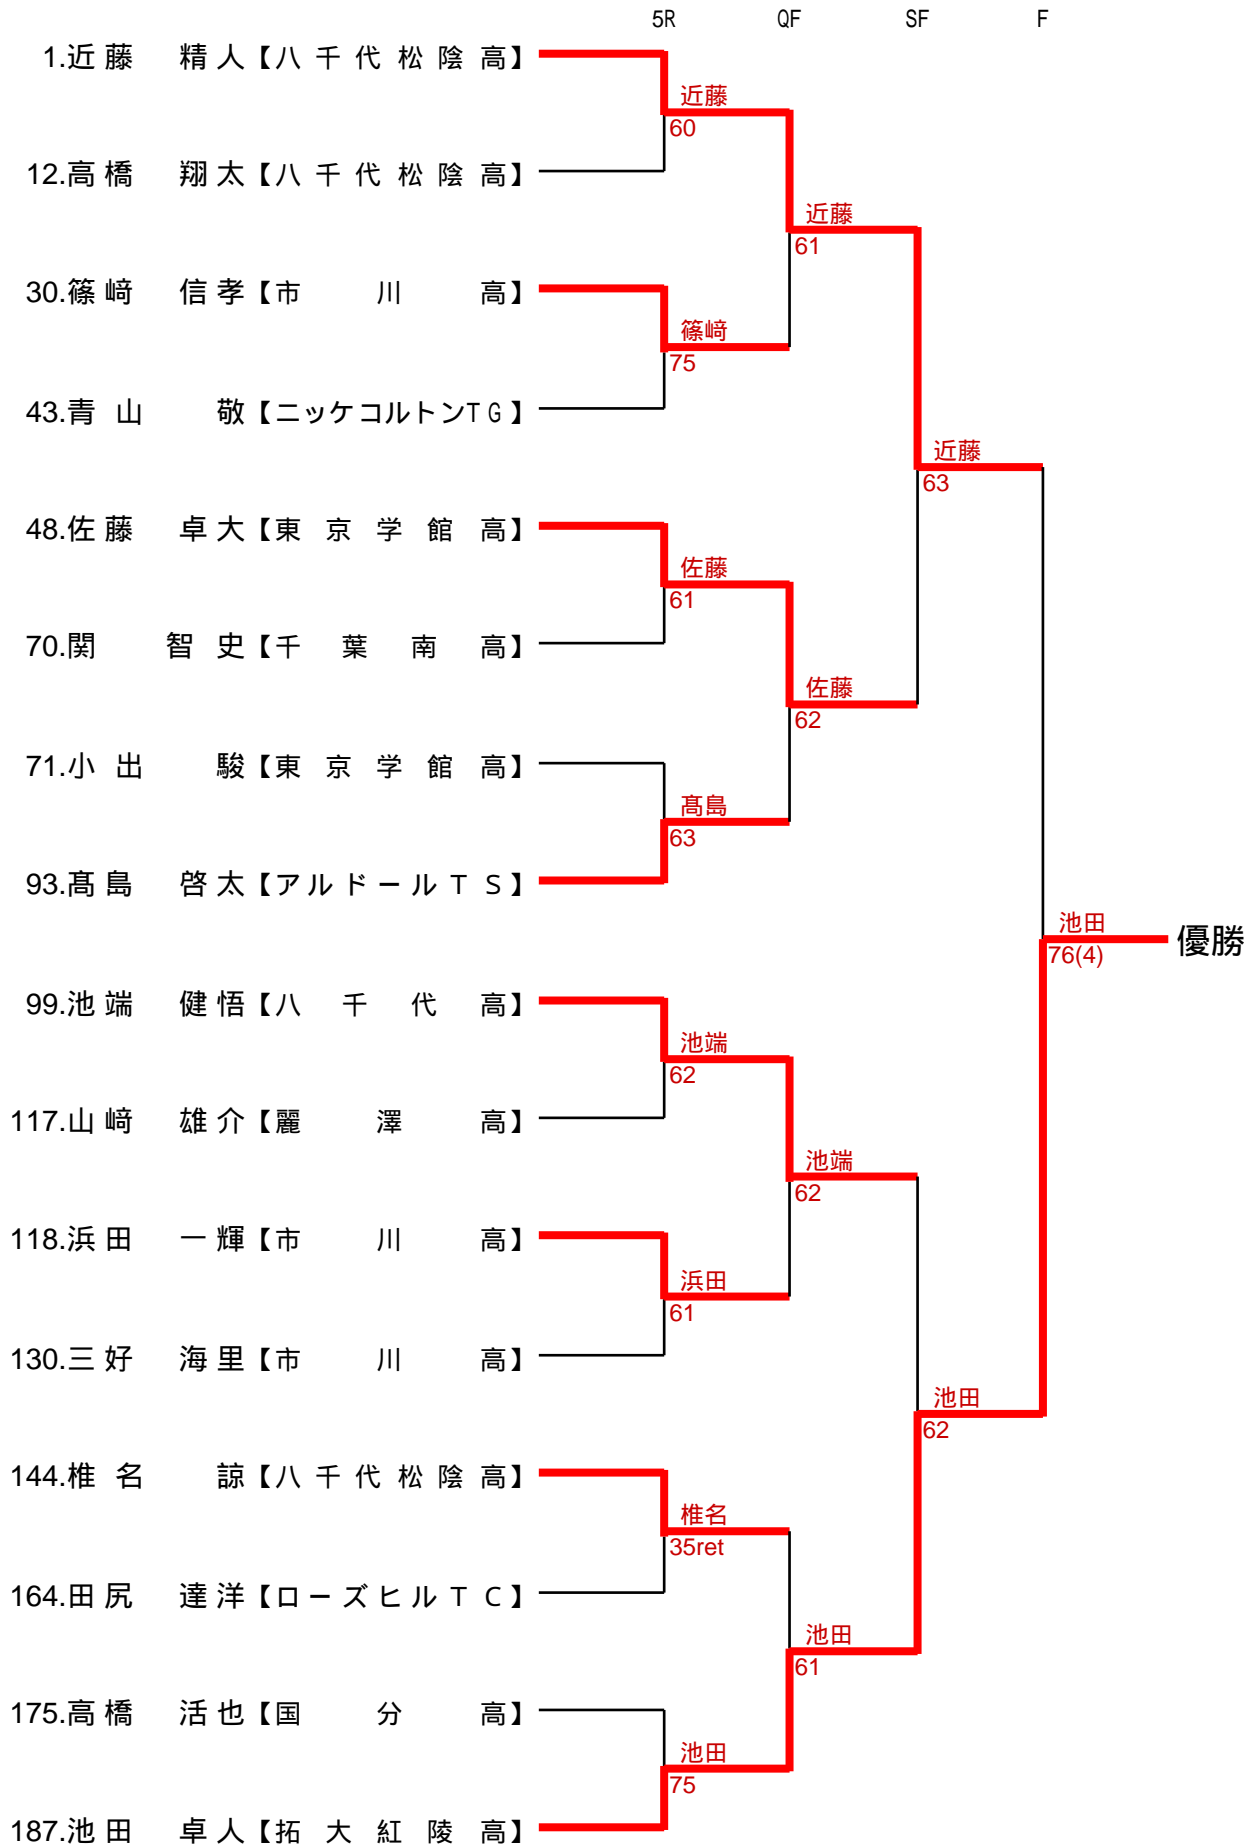 5R QF SF F
1.近藤 精人【八千代松陰高】
近藤
60
12.高橋 翔太【八千代松陰高】
近藤
61
30.篠﨑 信孝【市川高】
篠﨑
75
43.青山 敬【ニッケコルトンTG】
近藤
63
48.佐藤 卓大【東京学館高】
佐藤
61
70.関 智史【千葉南高】
佐藤
62
71.小出 駿【東京学館高】
髙島
63
93.髙島 啓太【アルドールTS】
池田
76(4)
優勝
99.池端 健悟【八千代高】
池端
62
117.山﨑 雄介【麗澤高】
池端
62
118.浜田 一輝【市川高】
浜田
61
130.三好 海里【市川高】
池田
62
144.椎名 諒【八千代松陰高】
椎名
35ret
164.田尻 達洋【ローズヒルTC】
池田
61
175.高橋 活也【国分高】
池田
75
187.池田 卓人【拓大紅陵高】